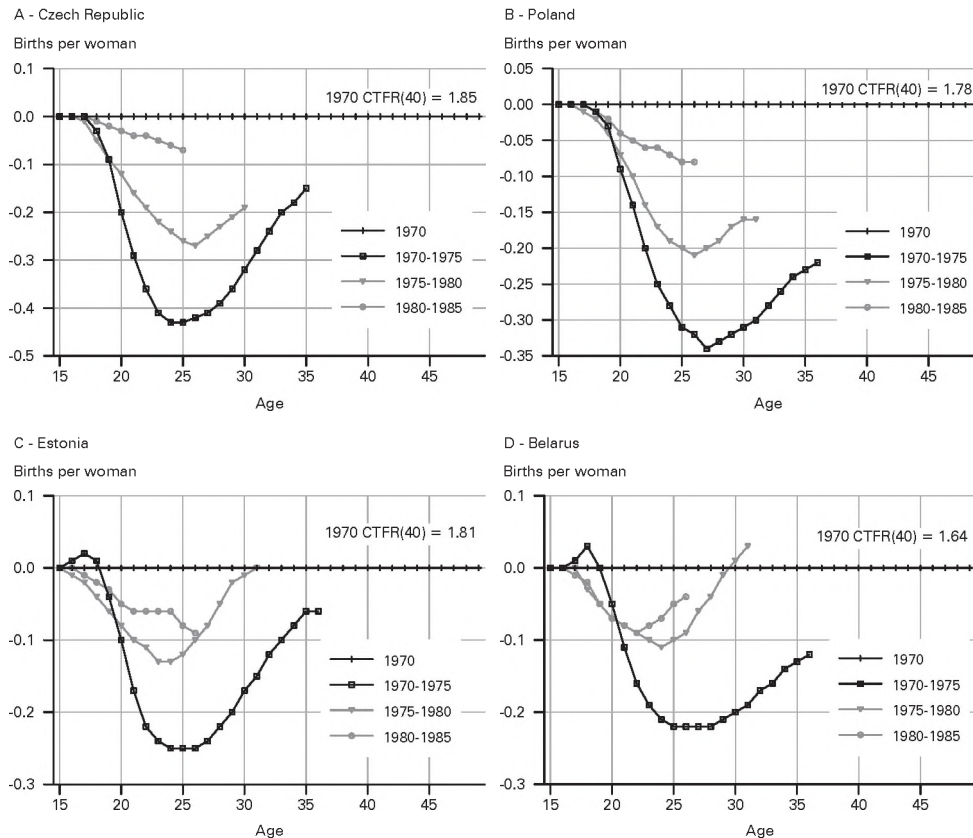 A - Czech Republic
Births per woman
0.1
0.0
-0.1
-0.2
-0.3
-0.4
-0.5
1970 CTFR(40) = 1.85
1970
1970-1975
1975-1980
1980-1985
15 20 25 30 35 40 45
Age
B - Poland
Births per woman
0.05
0.00
-0.05
-0.10
-0.15
-0.20
-0.25
-0.30
-0.35
1970 CTFR(40) = 1.78
1970
1970-1975
1975-1980
1980-1985
15 20 25 30 35 40 45
Age
C - Estonia
Births per woman
0.1
0.0
-0.1
-0.2
-0.3
1970 CTFR(40) = 1.81
1970
1970-1975
1975-1980
1980-1985
15 20 25 30 35 40 45
Age
D - Belarus
Births per woman
0.1
0.0
-0.1
-0.2
-0.3
1970 CTFR(40) = 1.64
1970
1970-1975
1975-1980
1980-1985
15 20 25 30 35 40 45
Age